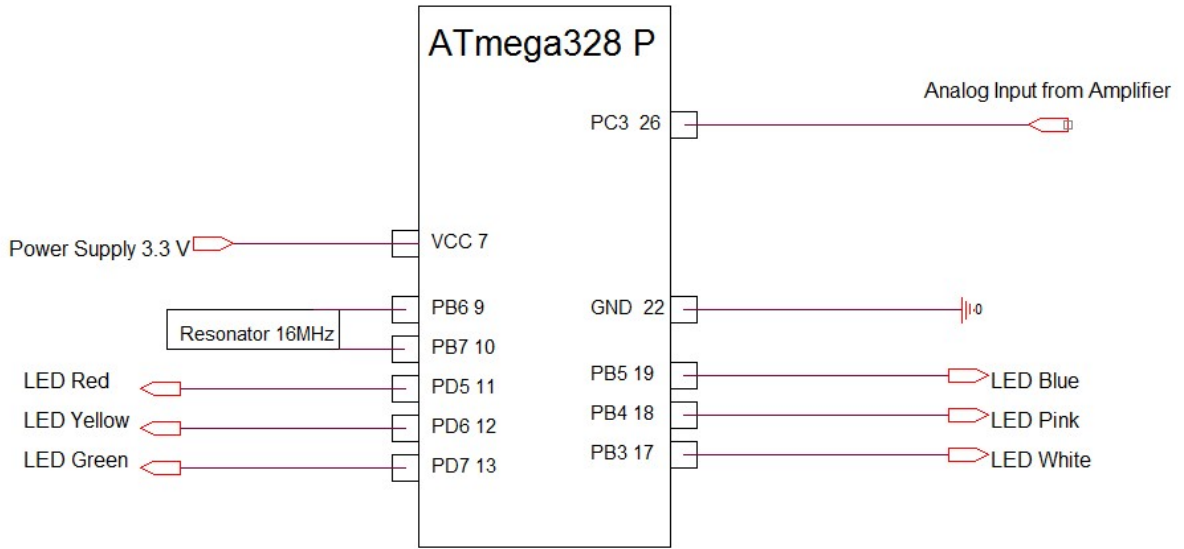 ATmega328 P
Analog Input from Amplifier
PC3 26
Power Supply 3.3 V
VCC 7
PB6 9
GND 22
0
Resonator 16MHz
PB7 10
LED Red
PD5 11
PB5 19
LED Blue
LED Yellow
PD6 12
PB4 18
LED Pink
LED Green
PD7 13
PB3 17
LED White